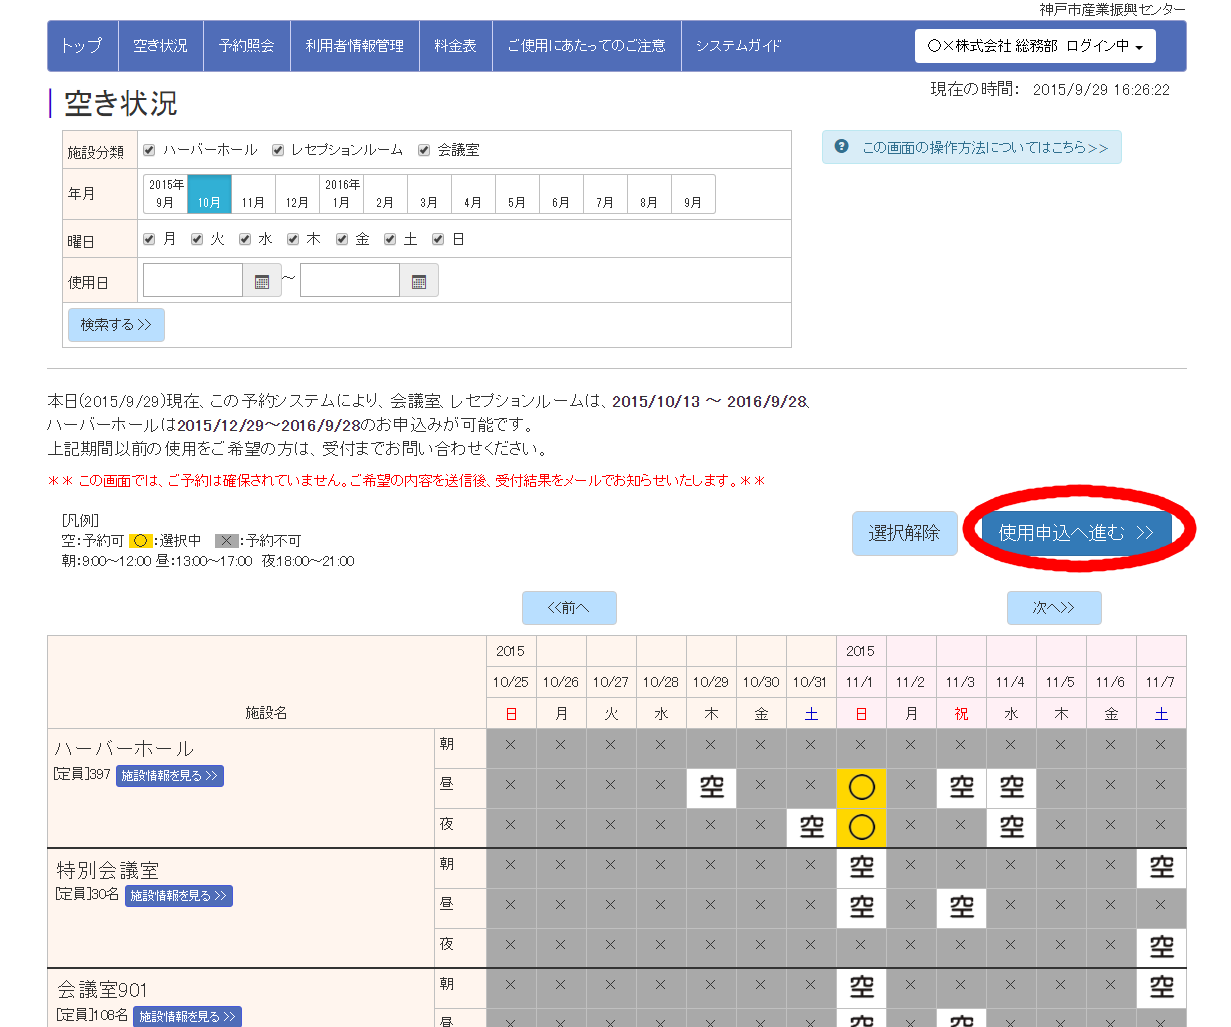 神戸市産業振興センター
トップ 空き状況 予約照会 利用者情報管理 料金表 ご使用にあたってのご注意 システムガイド 〇×株式会社 総務部 ログイン中
現在の時間： 2015/9/29 16:26:22
空き状況
施設分類 ハーバーホール レセプションルーム 会議室
この画面の操作方法についてはこちら>>
年月 2015年 9月 10月 11月 12月 2016年 1月 2月 3月 4月 5月 6月 7月 8月 9月
曜日 月 火 水 木 金 土 日
使用日 ～
検索する >>
本日(2015/9/29)現在、この予約システムにより、会議室、レセプションルームは、2015/10/13 ～ 2016/9/28、
ハーバーホールは2015/12/29～2016/9/28のお申込みが可能です。
上記期間以前の使用をご希望の方は、受付までお問い合わせください。
＊＊ この画面では、ご予約は確保されていません。ご希望の内容を送信後、受付結果をメールでお知らせいたします。＊＊
[凡例]
空：予約可 〇：選択中 ×：予約不可
朝：9:00～12:00 昼：13:00～17:00 夜:18:00～21:00
選択解除 使用申込へ進む >>
<<前へ 次へ>>
2015 2015
10/25 10/26 10/27 10/28 10/29 10/30 10/31 11/1 11/2 11/3 11/4 11/5 11/6 11/7
施設名 日 月 火 水 木 金 土 日 月 祝 水 木 金 土
ハーバーホール 朝 × × × × × × × × × × × × × ×
[定員]397 施設情報を見る >> 昼 × × × × 空 × × 〇 × 空 空 × × ×
夜 × × × × × × 空 〇 × × 空 × × ×
特別会議室 朝 × × × × × × × 空 × × × × × 空
[定員]30名 施設情報を見る >> 昼 × × × × × × × 空 × 空 × × × ×
夜 × × × × × × × × × × × × × 空
会議室901 朝 × × × × × × × 空 × × × × × 空
[定員]108名 施設情報を見る >> 昼 × × × × × × × 空 × 空 × × × ×